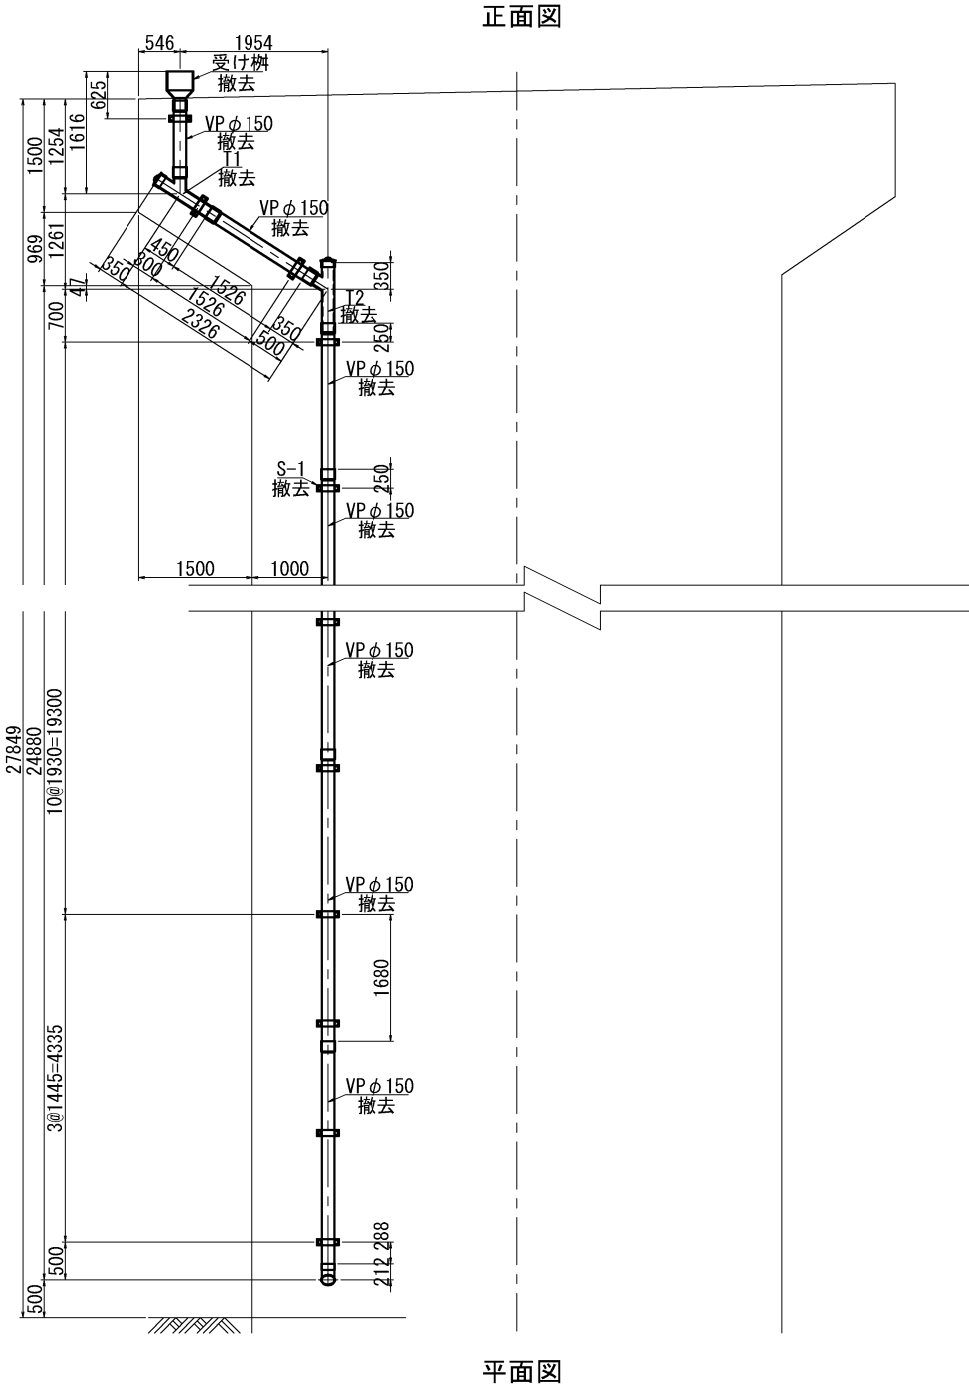 正面図
546
1954
受け桝
撤去
625
1616
1254
1500
VPφ150
撤去
T1
撤去
VPφ150
撤去
1261
969
450
800
350
1526
1526
2326
350
500
47
700
350
T2
撤去
250
VPφ150
撤去
S-1
撤去
250
VPφ150
撤去
1500
1000
VPφ150
撤去
27849
24880
10@1930=19300
VPφ150
撤去
1680
3@1445=4335
VPφ150
撤去
288
212
500
500
平面図